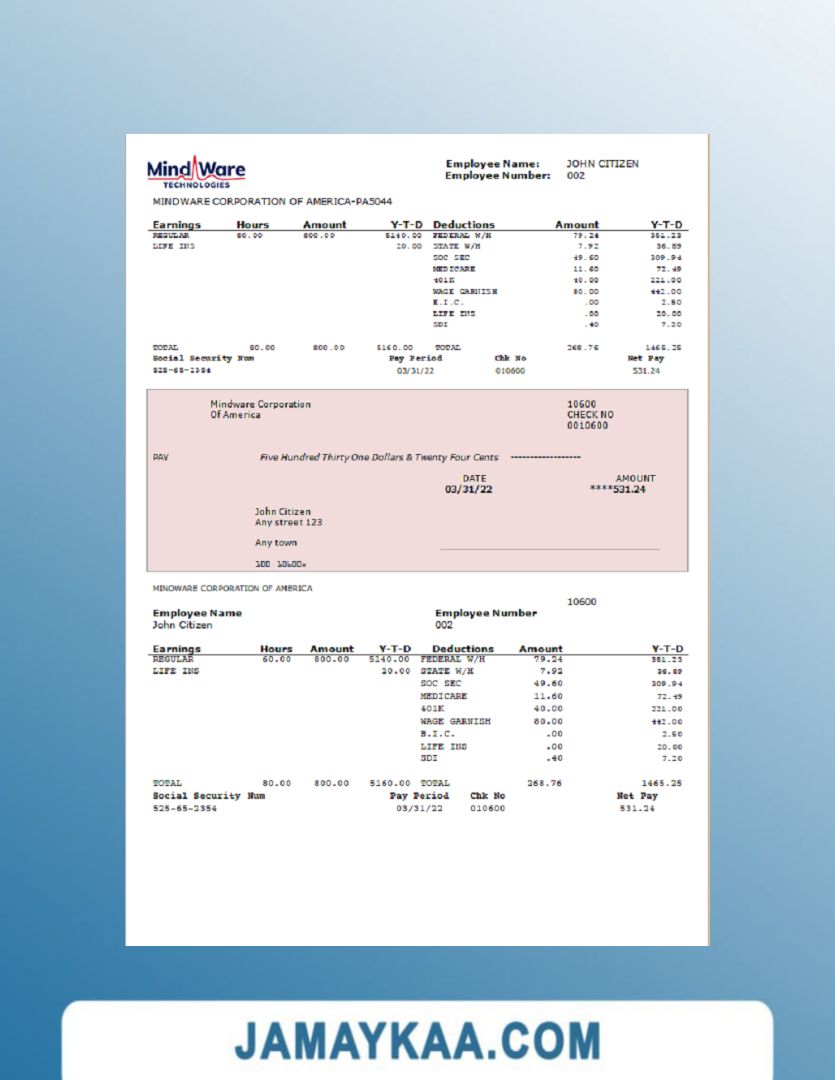 MindWare
TECHNOLOGIES
Employee Name: JOHN CITIZEN
Employee Number: 002
MINDWARE CORPORATION OF AMERICA-PA5044
Earnings Hours Amount Y-T-D Deductions Amount Y-T-D
REGULAR 80.00 800.00 5140.00 FEDERAL W/H 79.24 351.23
LIFE INS 20.00 STATE W/H 7.92 36.89
SOC SEC 49.60 309.94
MEDICARE 11.60 72.49
401K 40.00 221.00
WAGE GARNISH 80.00 442.00
.00 2.50
LIFE INS .00 20.00
SDI .40 7.20
TOTAL 80.00 800.00 5160.00 TOTAL 268.76 1465.25
Social Security Num Pay Period Chk No Net Pay
525-65-2354 03/31/22 010600 531.24
Mindware Corporation 10600
Of America CHECK NO
0010600
PAY Five Hundred Thirty One Dollars & Twenty Four Cents ------------------
DATE AMOUNT
03/31/22 ****531.24
John Citizen
Any street 123
Any town
MINDWARE CORPORATION OF AMERICA
10600
Employee Name Employee Number
John Citizen 002
Earnings Hours Amount Y-T-D Deductions Amount Y-T-D
REGULAR 60.00 800.00 5140.00 FEDERAL W/H 79.24 351.23
LIFE INS 20.00 STATE W/H 7.92 36.89
SOC SEC 49.60 309.94
MEDICARE 11.60 72.49
401K 40.00 221.00
WAGE GARNISH 442.00
.00 2.50
LIFE INS .00 20.00
SDI .40 7.20
TOTAL 80.00 800.00 5160.00 TOTAL 268.76 1465.25
Social Security Num Pay Period Chk No Net Pay
525-65-2354 03/31/22 010600 531.24
JAMAYKAA.COM